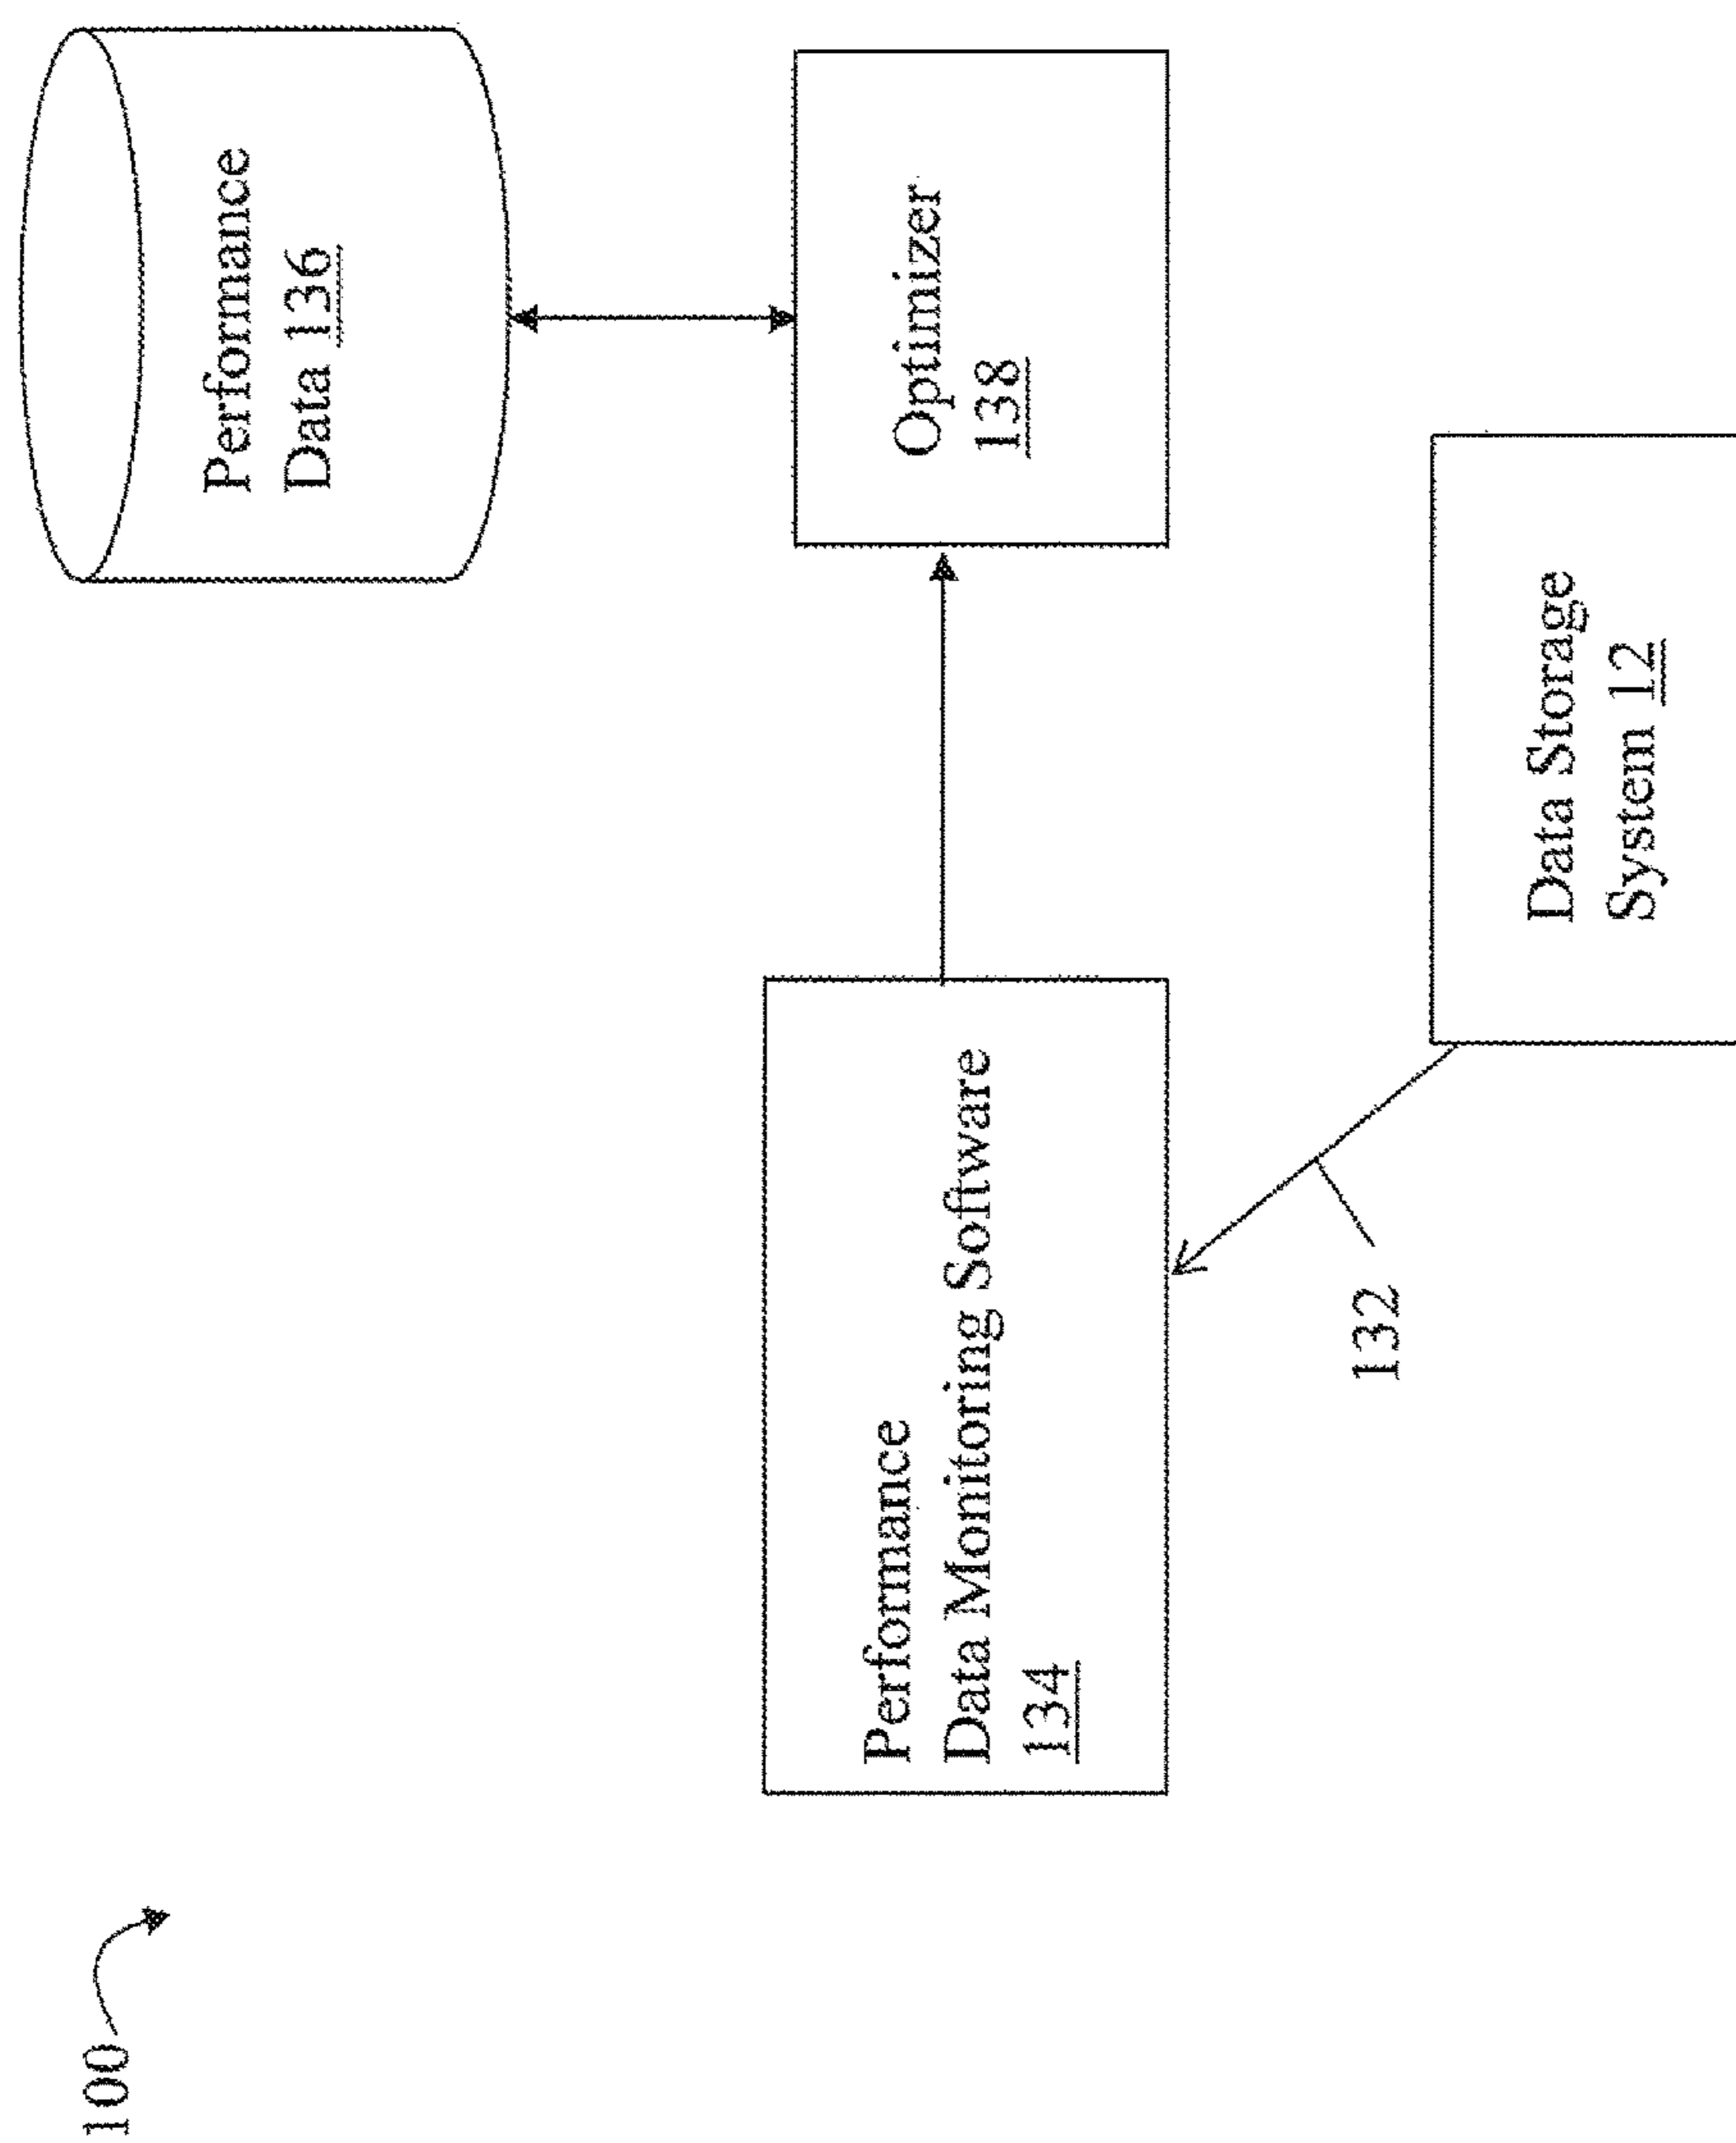 100
Performance
Data 136
Performance
Data Monitoring Software
134
Optimizer
138
132
Data Storage
System 12